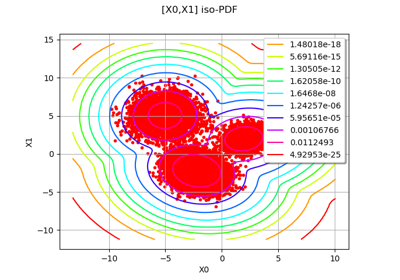 [X0,X1] iso-PDF
15
10
5
0
−5
−10
X1
−10
−5
0
5
10
X0
1.48018e-18
5.69116e-15
1.30505e-12
1.62058e-10
1.6468e-08
1.24257e-06
5.95651e-05
0.00106766
0.0112493
4.92953e-25